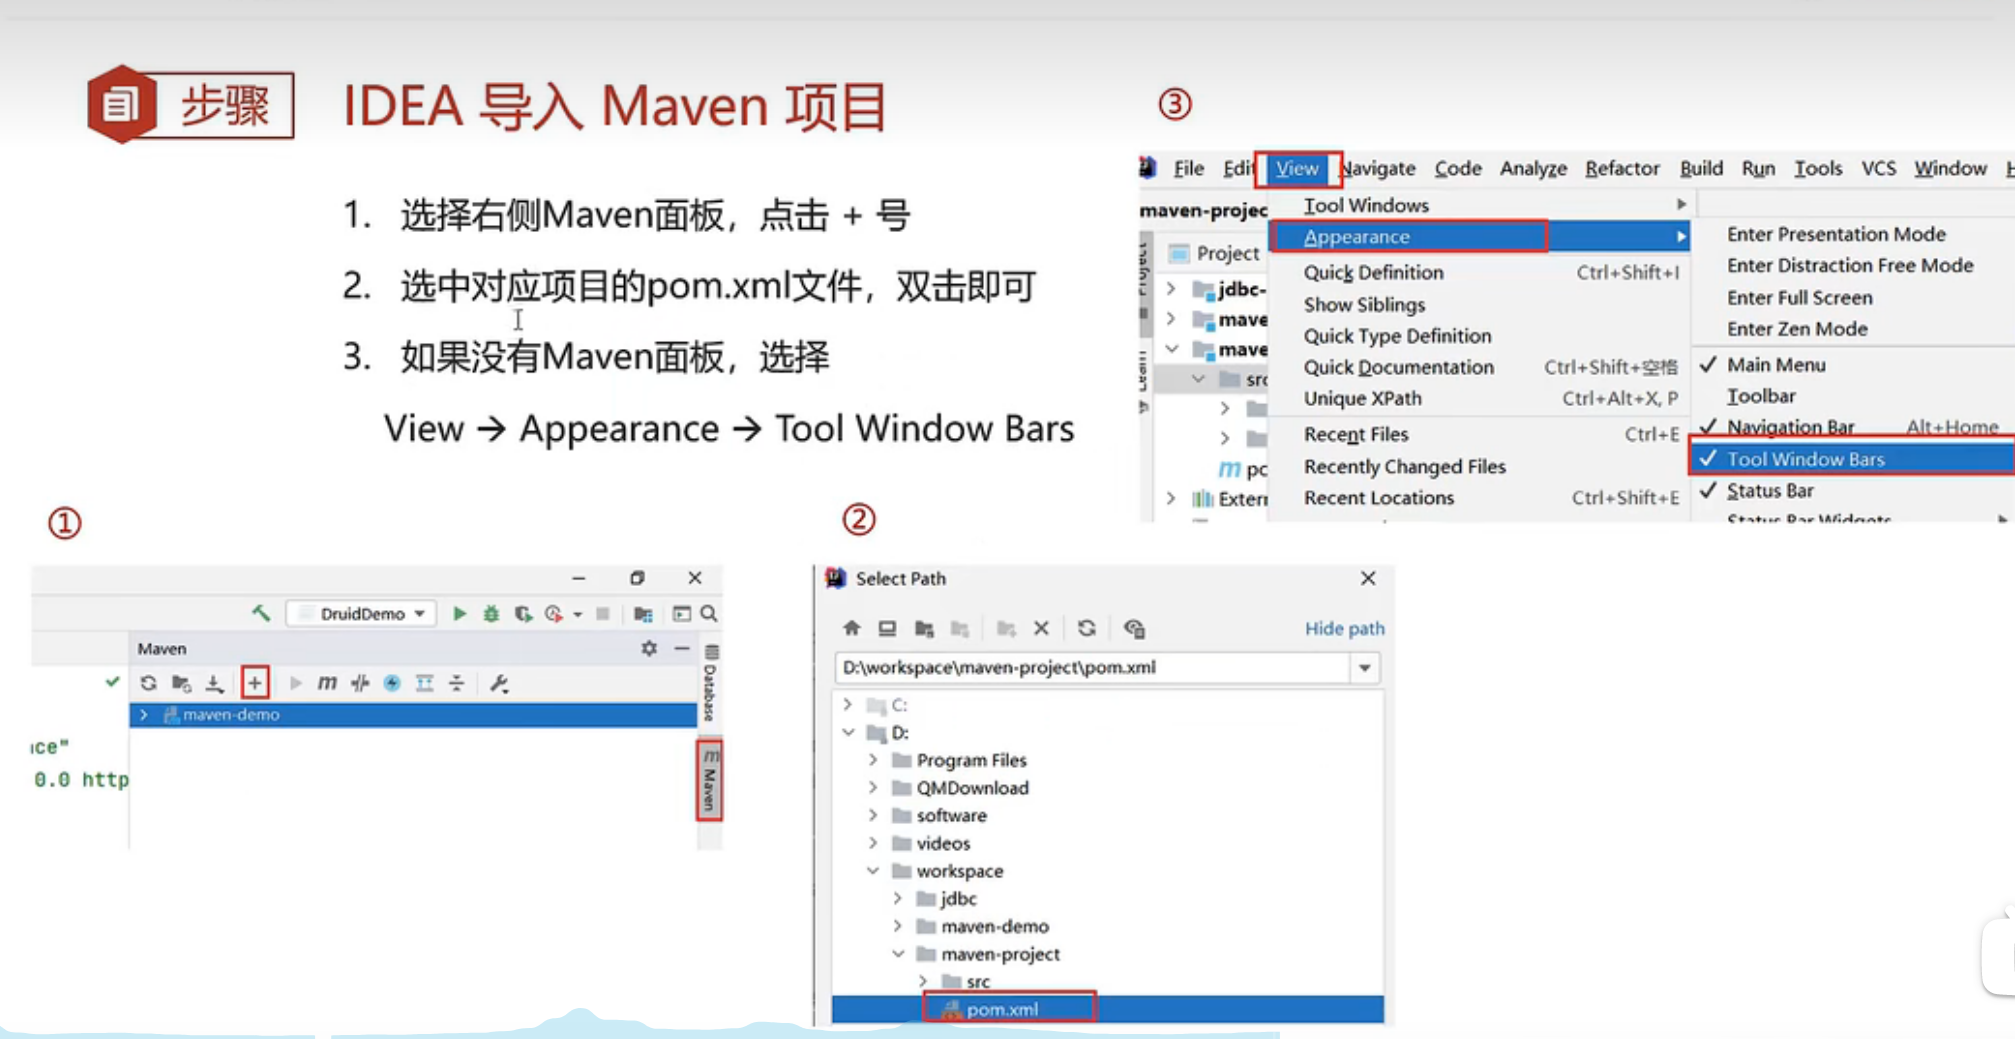 步骤
IDEA 导入 Maven 项目
1. 选择右侧Maven面板，点击 + 号
2. 选中对应项目的pom.xml文件，双击即可
3. 如果没有Maven面板，选择
View → Appearance → Tool Window Bars
③
File Edit View Navigate Code Analyze Refactor Build Run Tools VCS Window H
maven-projec
Project
Project
jdbc-
mave
mave
src
pc
Extern
Learn
Tool Windows
Appearance
Quick Definition Ctrl+Shift+I
Show Siblings
Quick Type Definition
Quick Documentation Ctrl+Shift+空格
Unique XPath Ctrl+Alt+X, P
Recent Files Ctrl+E
Recently Changed Files
Recent Locations Ctrl+Shift+E
Enter Presentation Mode
Enter Distraction Free Mode
Enter Full Screen
Enter Zen Mode
Main Menu
Toolbar
Navigation Bar Alt+Home
Tool Window Bars
Status Bar
Status Bar Widgets
①
DruidDemo
Maven
maven-demo
ice"
0.0 http
Database
m Maven
②
Select Path
Hide path
D:\workspace\maven-project\pom.xml
C:
D:
Program Files
QMDownload
software
videos
workspace
jdbc
maven-demo
maven-project
src
pom.xml